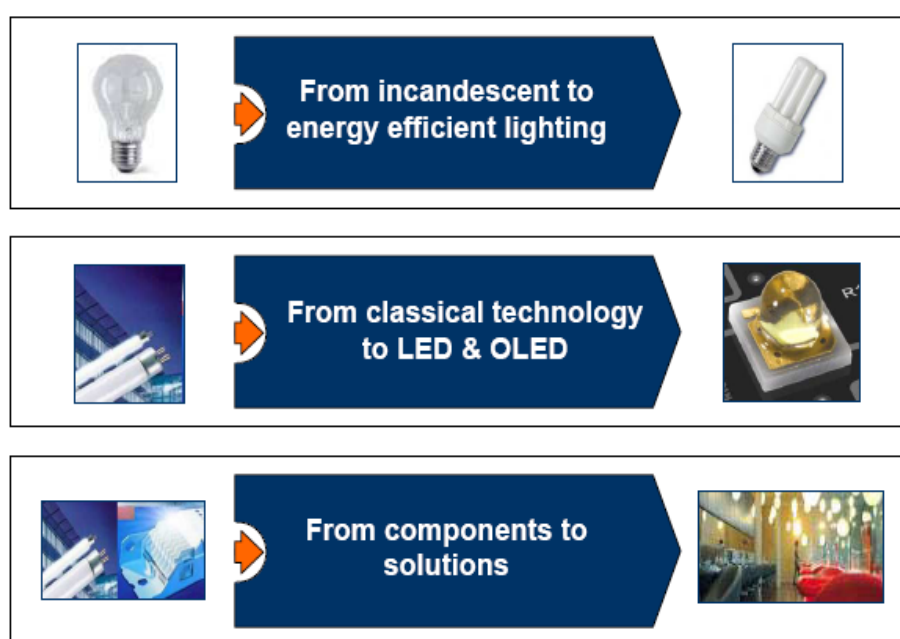 From incandescent to
energy efficient lighting
From classical technology
to LED & OLED
From components to
solutions